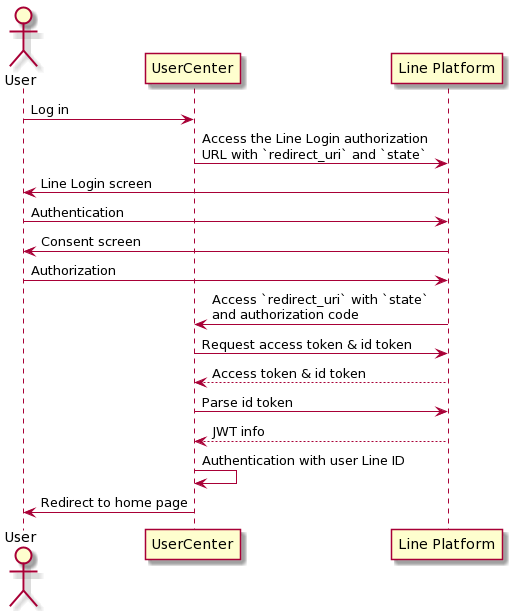 User
UserCenter
Line Platform
Log in
Access the Line Login authorization
URL with `redirect_uri` and `state`
Line Login screen
Authentication
Consent screen
Authorization
Access `redirect_uri` with `state`
and authorization code
Request access token & id token
Access token & id token
Parse id token
JWT info
Authentication with user Line ID
Redirect to home page
User
UserCenter
Line Platform